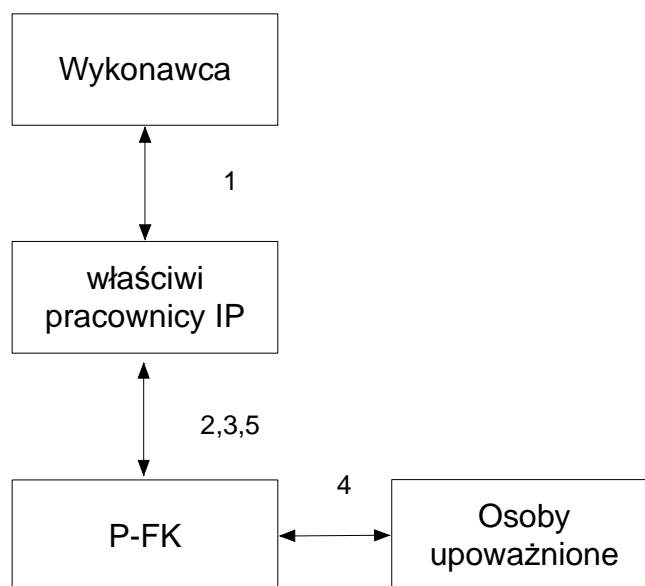 Wykonawca
1
właściwi
pracownicy IP
2,3,5
4
P-FK
Osoby
upoważnione